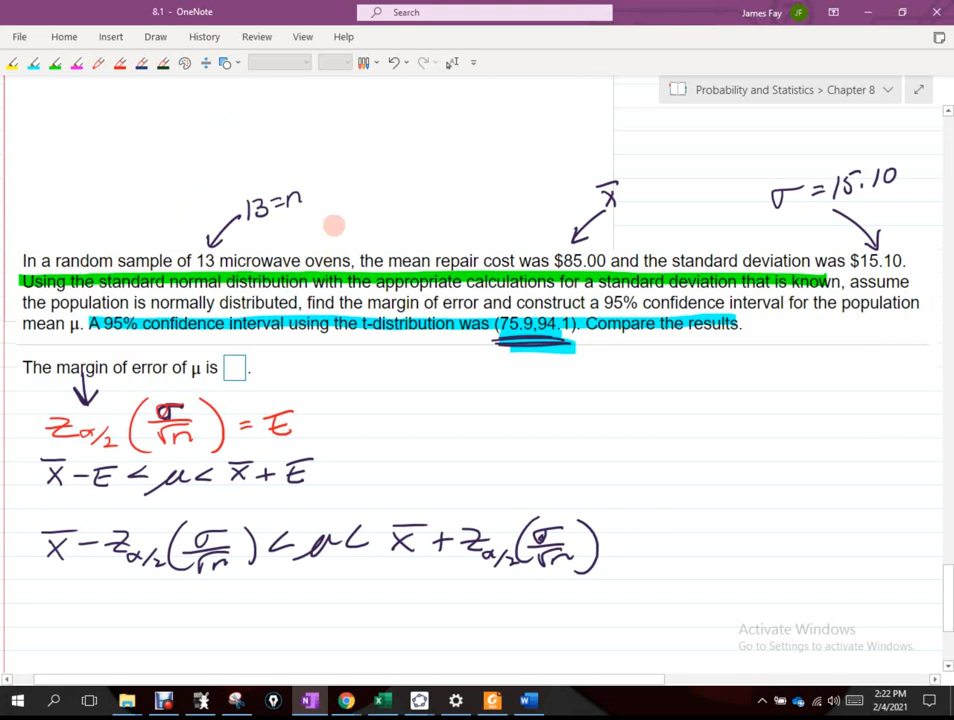 8.1 - OneNote
Search
James Fay
JF
File Home Insert Draw History Review View Help
Probability and Statistics > Chapter 8
13=n
x̄
σ = 15.10
In a random sample of 13 microwave ovens, the mean repair cost was $85.00 and the standard deviation was $15.10.
Using the standard normal distribution with the appropriate calculations for a standard deviation that is known, assume
the population is normally distributed, find the margin of error and construct a 95% confidence interval for the population
mean μ. A 95% confidence interval using the t-distribution was (75.9,94.1). Compare the results.
The margin of error of μ is □.
z_α/2 (σ/√n) = E
x̄ - E < μ < x̄ + E
x̄ - z_α/2 (σ/√n) < μ < x̄ + z_α/2 (σ/√n)
Activate Windows
Go to Settings to activate Windows.
2:22 PM
2/4/2021